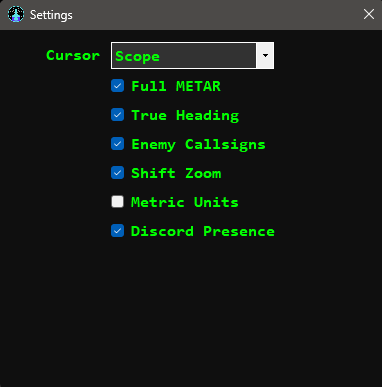 Settings
Cursor Scope
Full METAR
True Heading
Enemy Callsigns
Shift Zoom
Metric Units
Discord Presence